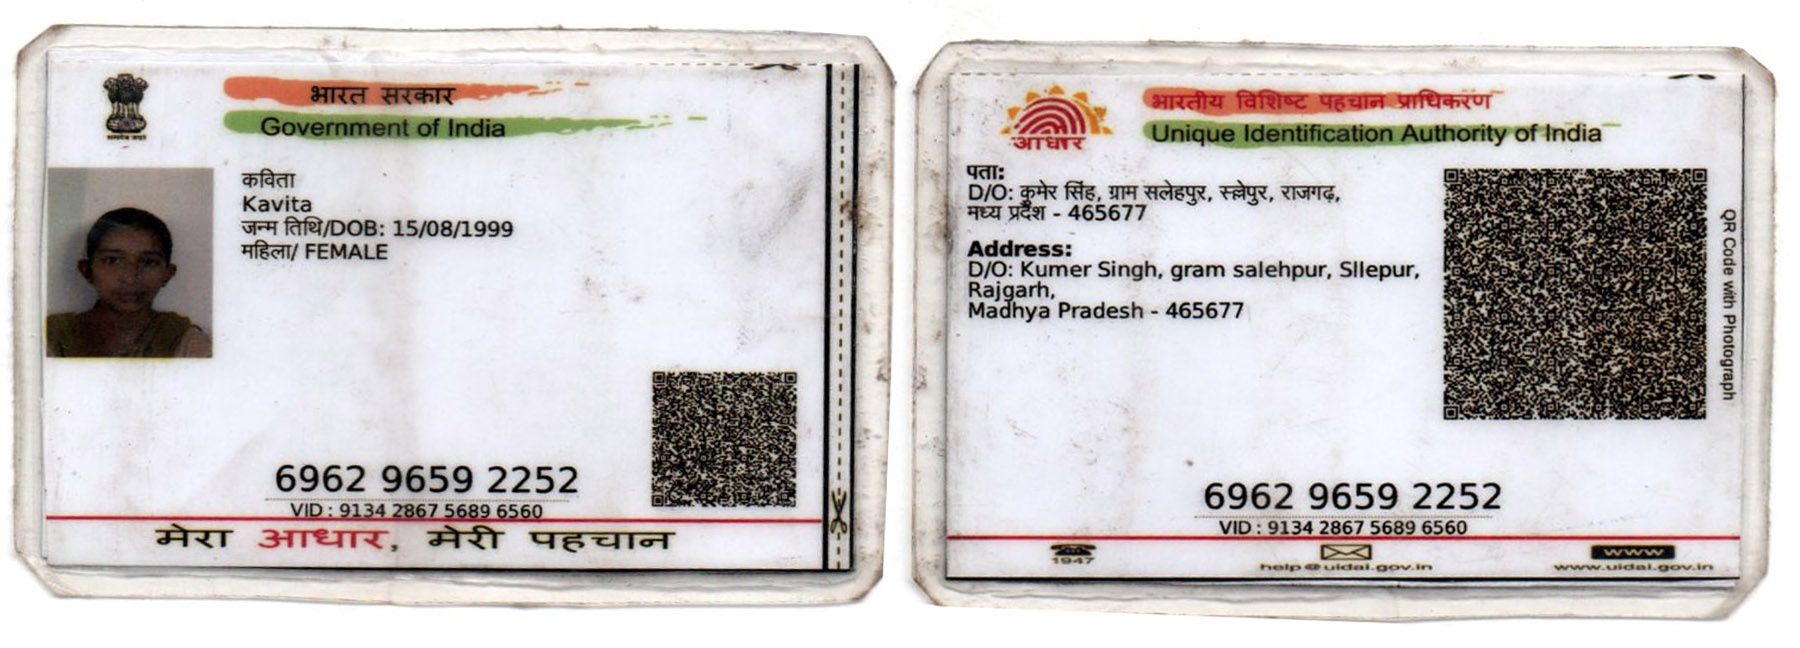 भारत सरकार
Government of India
कविता
Kavita
जन्म तिथि/DOB: 15/08/1999
महिला/ FEMALE
6962 9659 2252
VID : 9134 2867 5689 6560
मेरा आधार, मेरी पहचान
भारतीय विशिष्ट पहचान प्राधिकरण
Unique Identification Authority of India
आधार
पता:
D/O: कुमेर सिंह, ग्राम सलेहपुर, स्ल्लेपुर, राजगढ़,
मध्य प्रदेश - 465677
Address:
D/O: Kumer Singh, gram salehpur, Sllepur,
Rajgarh,
Madhya Pradesh - 465677
QR Code with Photograph
6962 9659 2252
VID : 9134 2867 5689 6560
1947
help@uidai.gov.in
www
www.uidai.gov.in